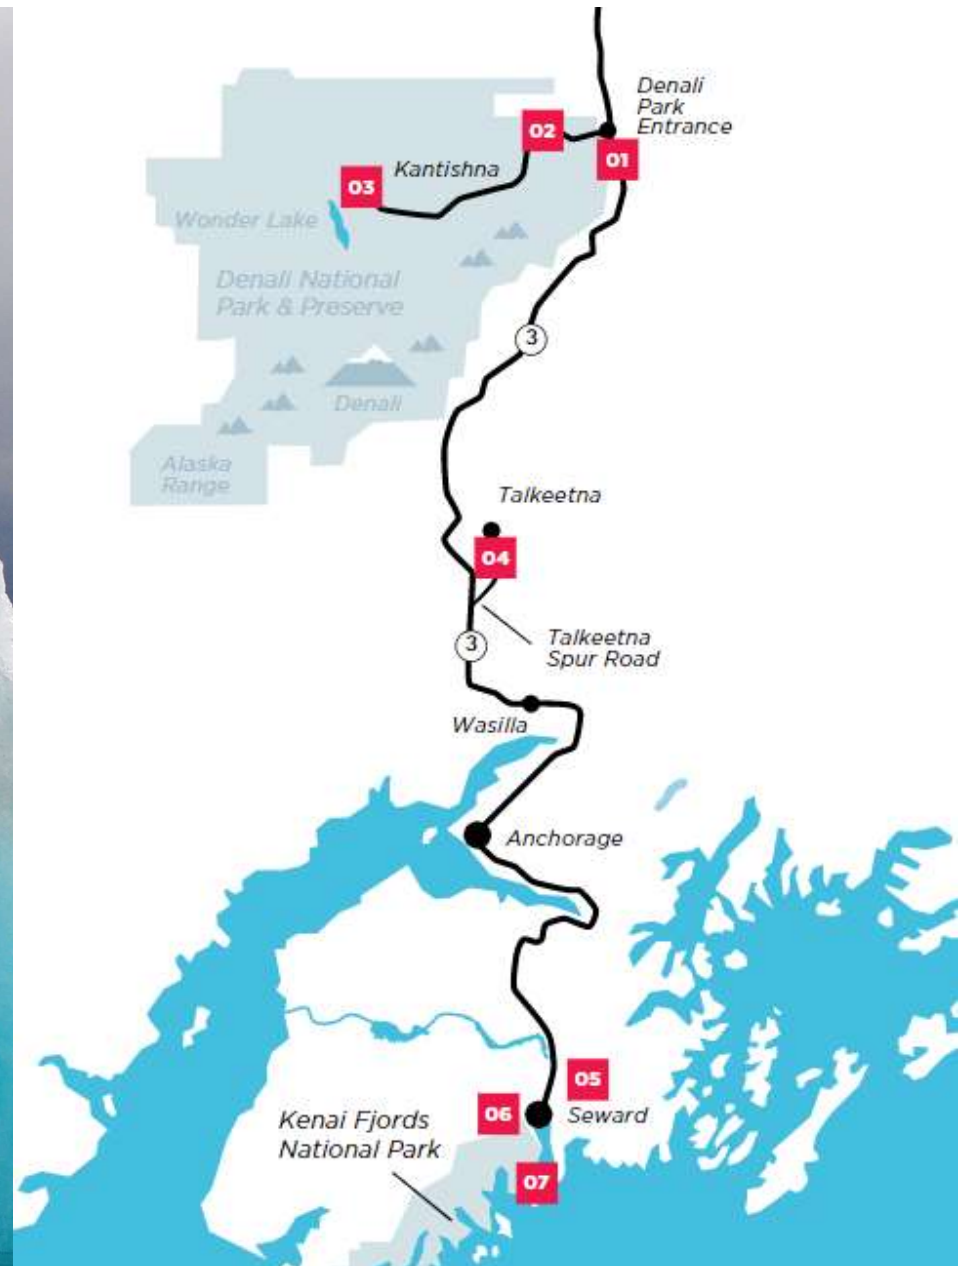 Denali
Park
Entrance
02
01
Kantishna
03
Wonder Lake
Denali National
Park & Preserve
3
Denali
Alaska
Range
Talkeetna
04
Talkeetna
Spur Road
3
Wasilla
Anchorage
05
06
Seward
Kenai Fjords
National Park
07